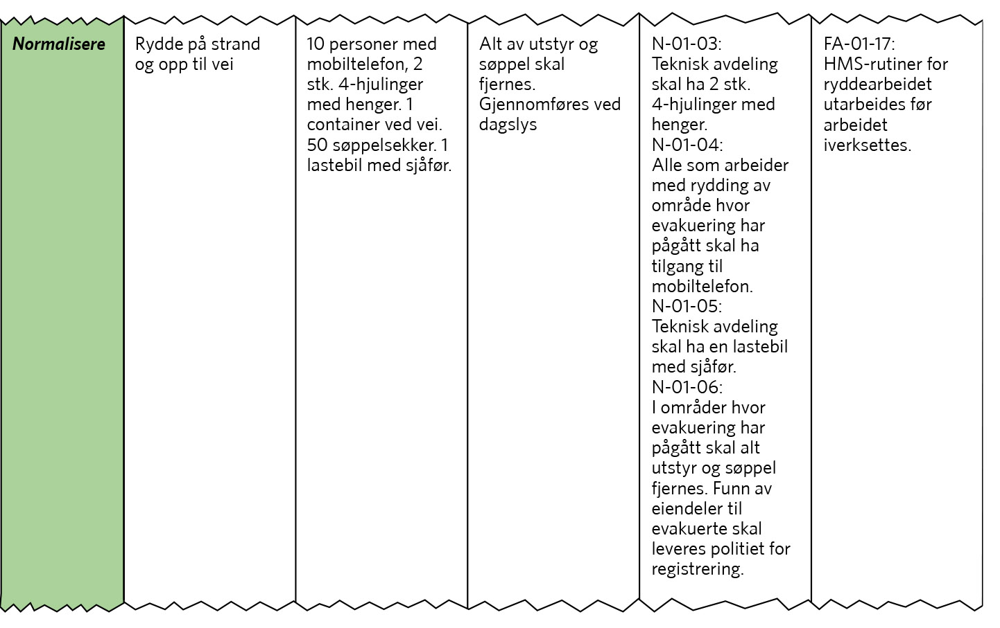 Normalisere
Rydde på strand
og opp til vei
10 personer med
mobiltelefon, 2
stk. 4-hjulinger
med henger. 1
container ved vei.
50 søppelsekker. 1
lastebil med sjåfør.
Alt av utstyr og
søppel skal
fjernes.
Gjennomføres ved
dagslys
N-01-03:
Teknisk avdeling
skal ha 2 stk.
4-hjulinger med
henger.
N-01-04:
Alle som arbeider
med rydding av
område hvor
evakuering har
pågått skal ha
tilgang til
mobiltelefon.
N-01-05:
Teknisk avdeling
skal ha en lastebil
med sjåfør.
N-01-06:
I områder hvor
evakuering har
pågått skal alt
utstyr og søppel
fjernes. Funn av
eiendeler til
evakuerte skal
leveres politiet for
registrering.
FA-01-17:
HMS-rutiner for
ryddearbeidet
utarbeides før
arbeidet
iverksettes.